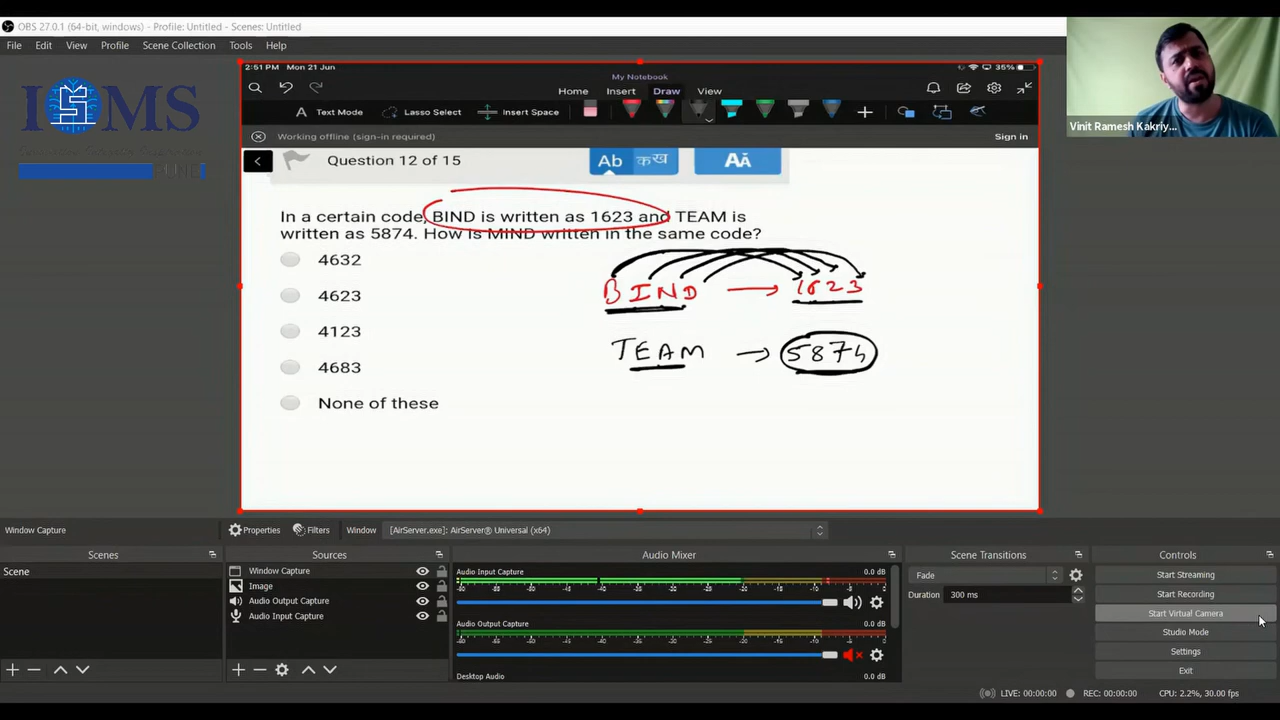 OBS 27.0.1 (64-bit, windows) - Profile: Untitled - Scenes: Untitled
File Edit View Profile Scene Collection Tools Help
2:51 PM Mon 21 Jun
35%
My Notebook
Home Insert Draw View
Text Mode Lasso Select Insert Space
Working offline (sign-in required)
Sign in
Vinit Ramesh Kakriy...
MS
FUND
Question 12 of 15
Ab कख
In a certain code, BIND is written as 1623 and TEAM is
written as 5874. How is MIND written in the same code?
4632
4623
4123
4683
None of these
BIND → 1623
TEAM → 5874
Window Capture
Properties Filters Window [AirServer.exe]: AirServer® Universal (x64)
Scenes
Scene
Sources
Window Capture
Image
Audio Output Capture
Audio Input Capture
Audio Mixer
Audio Input Capture 0.0 dB
Audio Output Capture 0.0 dB
Desktop Audio 0.0 dB
Scene Transitions
Fade
Duration 300 ms
Controls
Start Streaming
Start Recording
Start Virtual Camera
Studio Mode
Settings
Exit
LIVE: 00:00:00 REC: 00:00:00 CPU: 2.2%, 30.00 fps